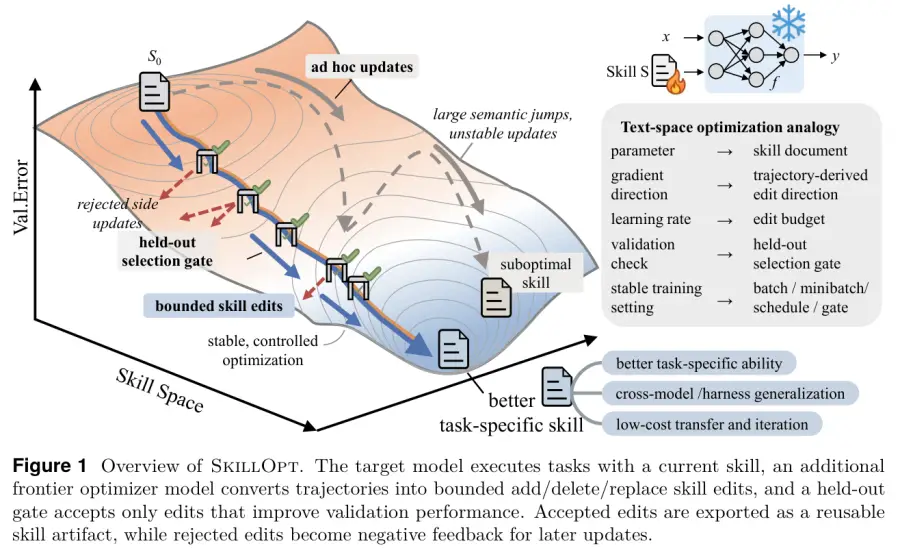 S0
ad hoc updates
large semantic jumps,
unstable updates
Val.Error
rejected side
updates
held-out
selection gate
bounded skill edits
stable, controlled
optimization
suboptimal
skill
Skill Space
better
task-specific skill
x
Skill S
f
y
Text-space optimization analogy
parameter → skill document
gradient direction → trajectory-derived edit direction
learning rate → edit budget
validation check → held-out selection gate
stable training setting → batch / minibatch/ schedule / gate
better task-specific ability
cross-model /harness generalization
low-cost transfer and iteration
Figure 1 Overview of SKILLOPT. The target model executes tasks with a current skill, an additional
frontier optimizer model converts trajectories into bounded add/delete/replace skill edits, and a held-out
gate accepts only edits that improve validation performance. Accepted edits are exported as a reusable
skill artifact, while rejected edits become negative feedback for later updates.